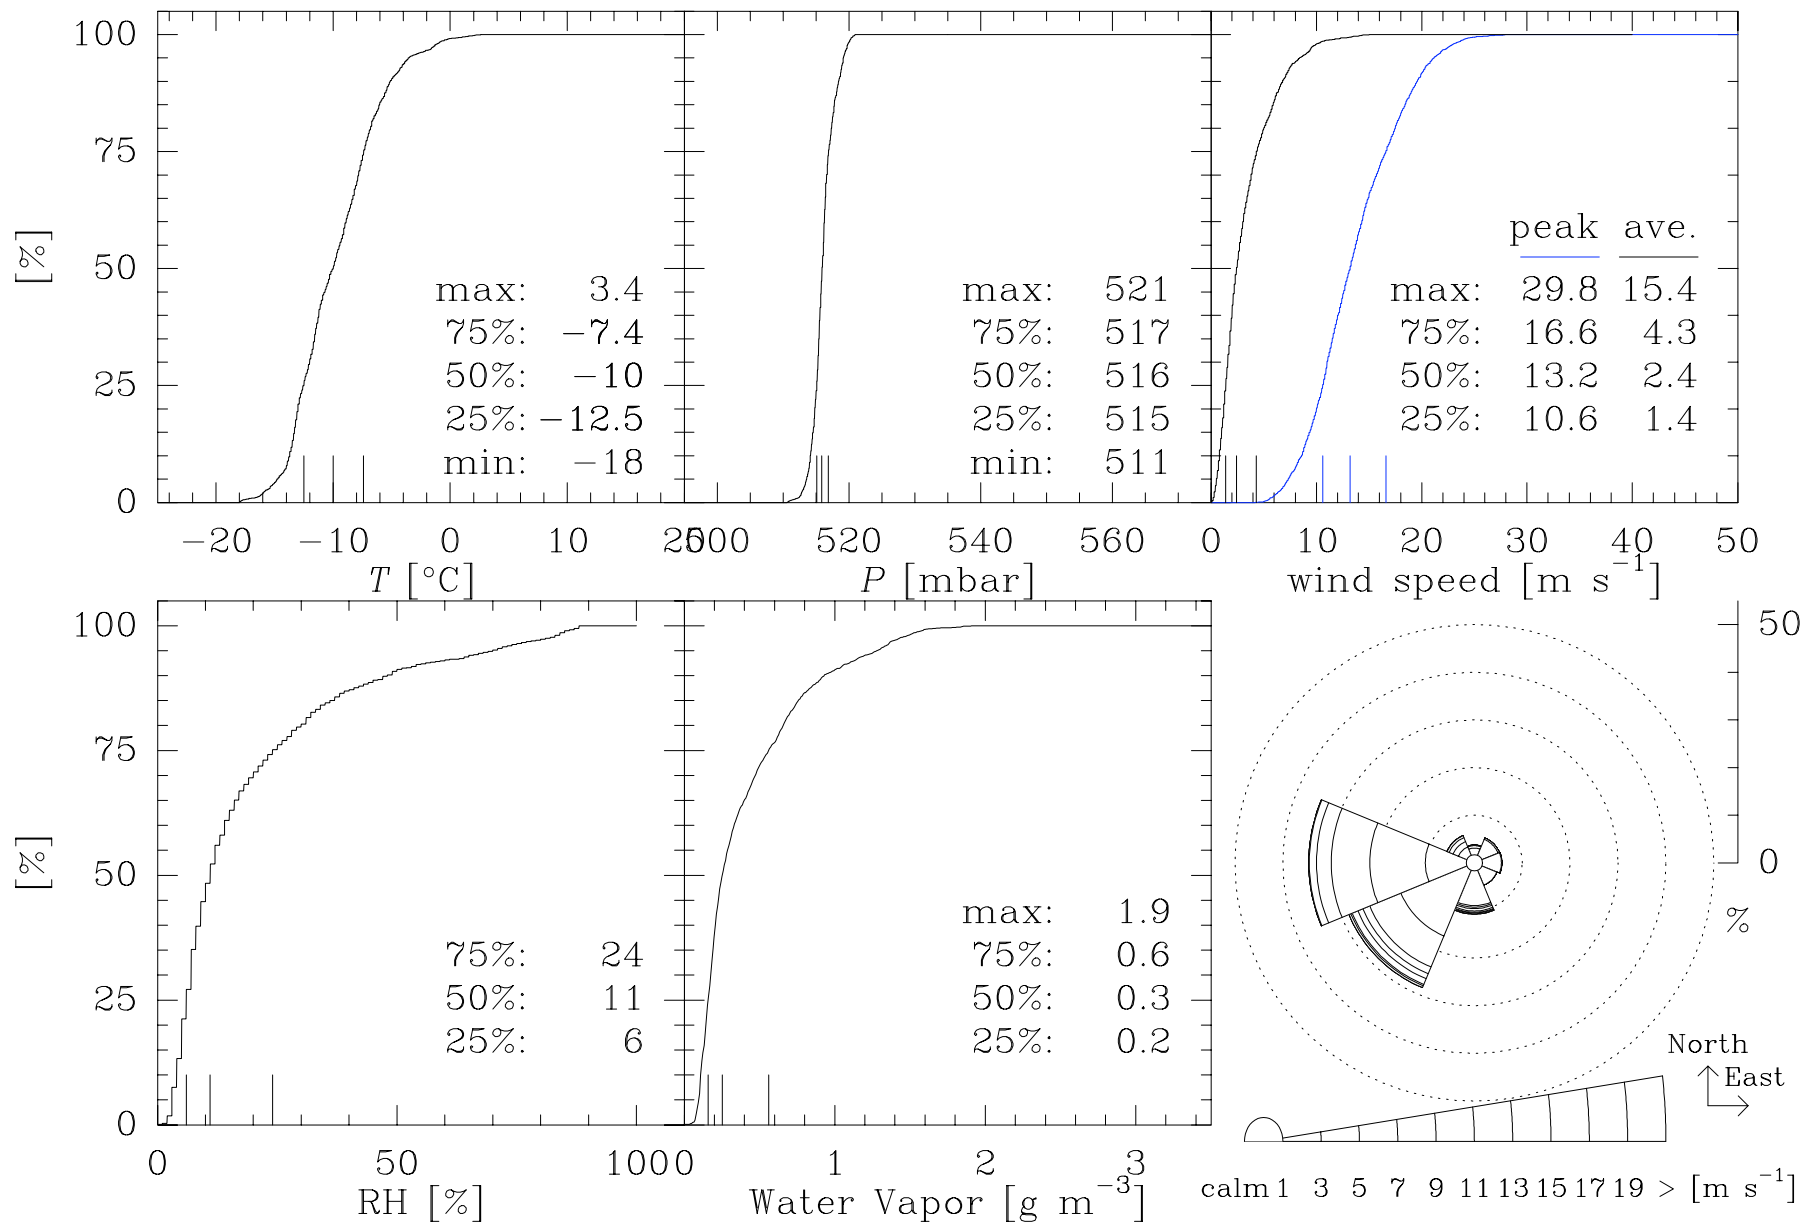 100
75
50
25
0
[%]
max: 3.4
75%: −7.4
50%: −10
25%: −12.5
min: −18
−20 −10 0 10 20
T [°C]
max: 521
75%: 517
50%: 516
25%: 515
min: 511
500 520 540 560
P [mbar]
peak ave.
max: 29.8 15.4
75%: 16.6 4.3
50%: 13.2 2.4
25%: 10.6 1.4
0 10 20 30 40 50
wind speed [m s⁻¹]
100
75
50
25
0
[%]
75%: 24
50%: 11
25%: 6
0 50 100
RH [%]
max: 1.9
75%: 0.6
50%: 0.3
25%: 0.2
0 1 2 3
Water Vapor [g m⁻³]
50
0
%
North
East
calm 1 3 5 7 9 11 13 15 17 19 > [m s⁻¹]